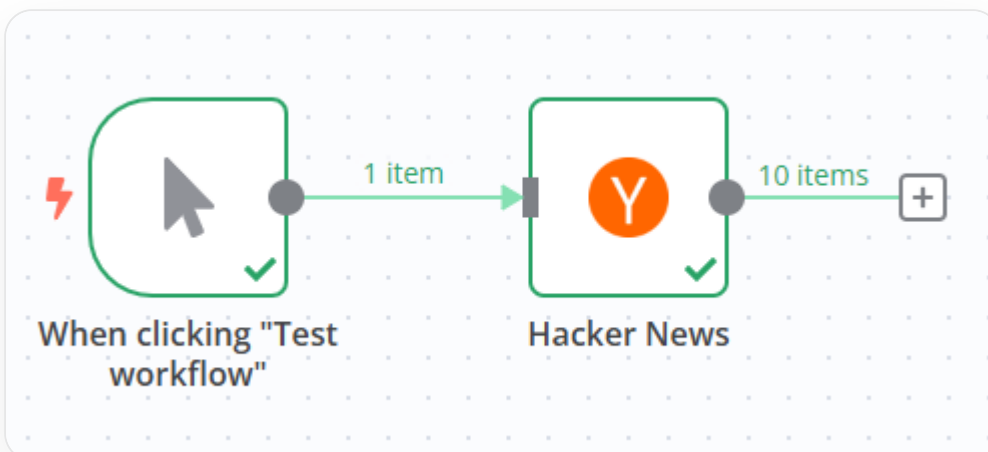 1 item
10 items
Y
When clicking "Test
workflow"
Hacker News